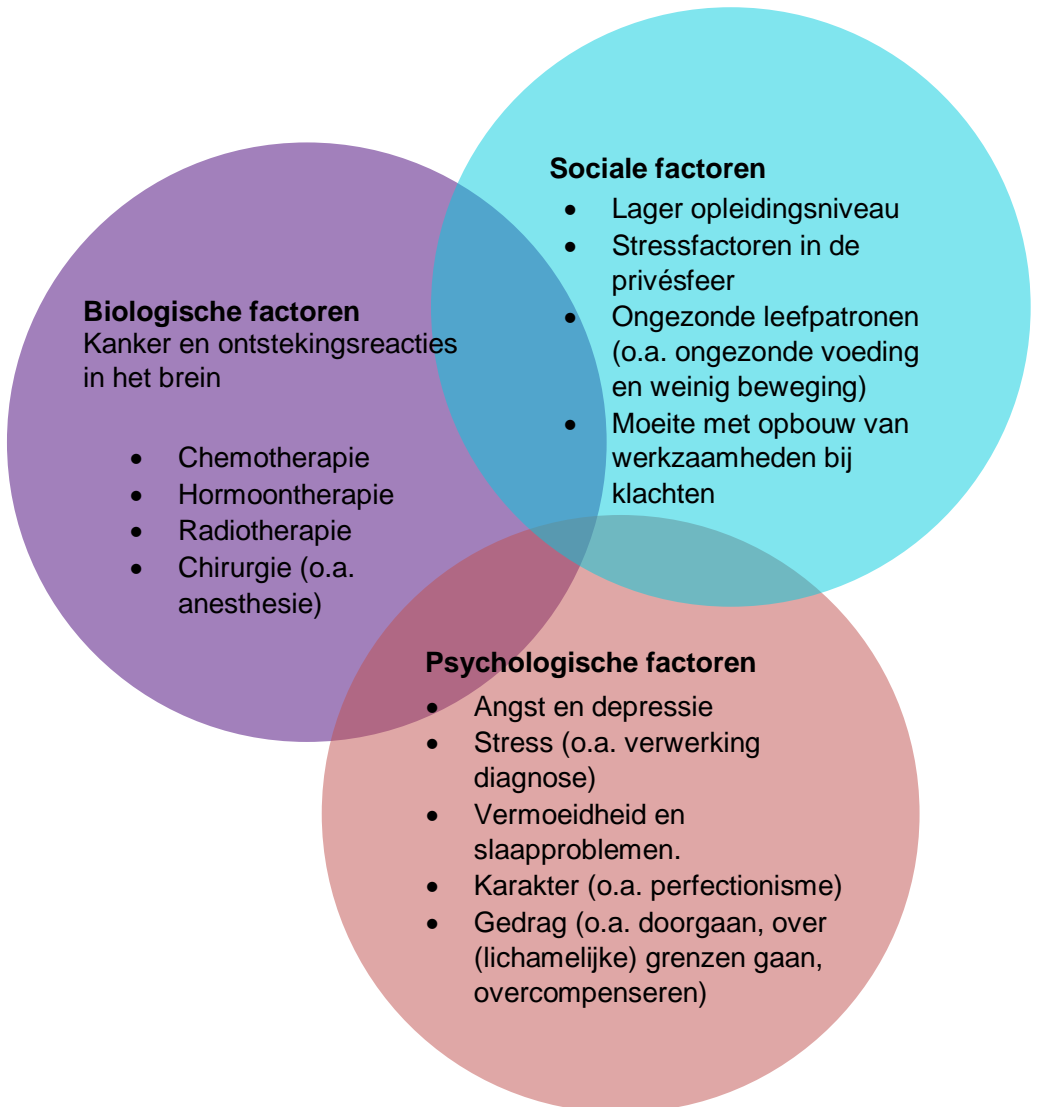 Sociale factoren
• Lager opleidingsniveau
• Stressfactoren in de
privésfeer
• Ongezonde leefpatronen
(o.a. ongezonde voeding
en weinig beweging)
• Moeite met opbouw van
werkzaamheden bij
klachten
Biologische factoren
Kanker en ontstekingsreacties
in het brein
• Chemotherapie
• Hormoontherapie
• Radiotherapie
• Chirurgie (o.a.
anesthesie)
Psychologische factoren
• Angst en depressie
• Stress (o.a. verwerking
diagnose)
• Vermoeidheid en
slaapproblemen.
• Karakter (o.a. perfectionisme)
• Gedrag (o.a. doorgaan, over
(lichamelijke) grenzen gaan,
overcompenseren)